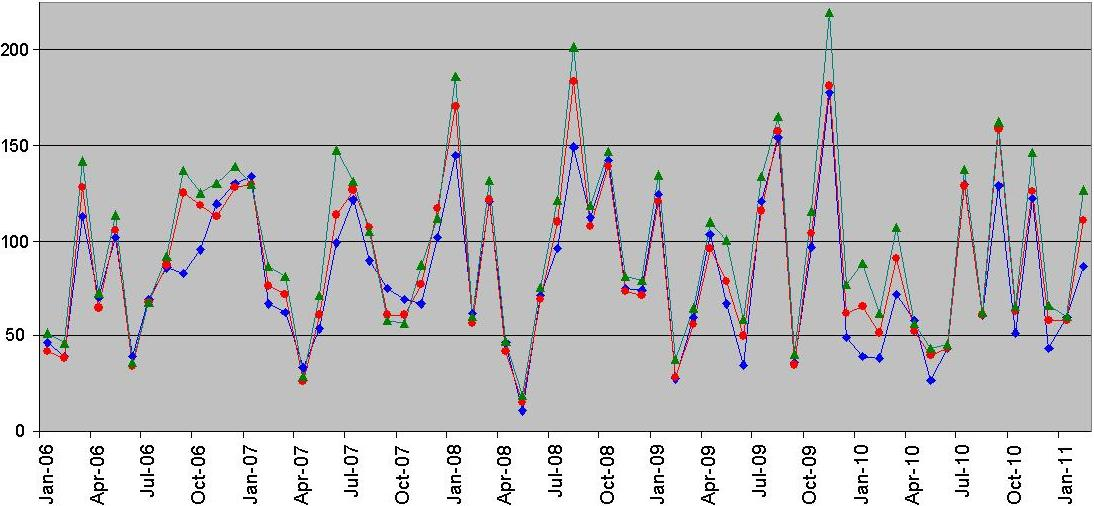 200
150
100
50
0
Jan-06
Apr-06
Jul-06
Oct-06
Jan-07
Apr-07
Jul-07
Oct-07
Jan-08
Apr-08
Jul-08
Oct-08
Jan-09
Apr-09
Jul-09
Oct-09
Jan-10
Apr-10
Jul-10
Oct-10
Jan-11